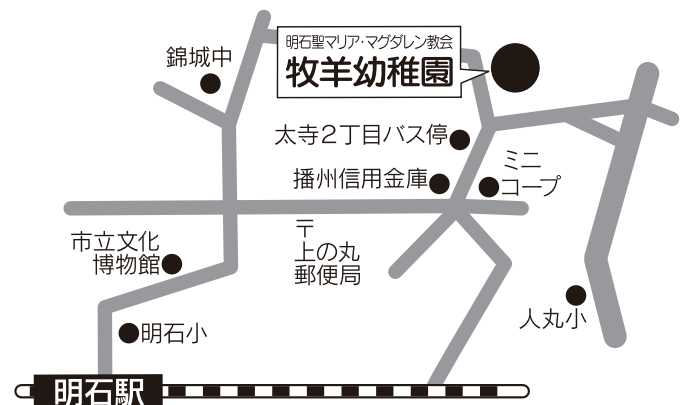 明石聖マリア・マグダレン教会
牧羊幼稚園
錦城中
太寺2丁目バス停
播州信用金庫
ミニ
コープ
〒
上の丸
郵便局
市立文化
博物館
人丸小
明石小
明石駅